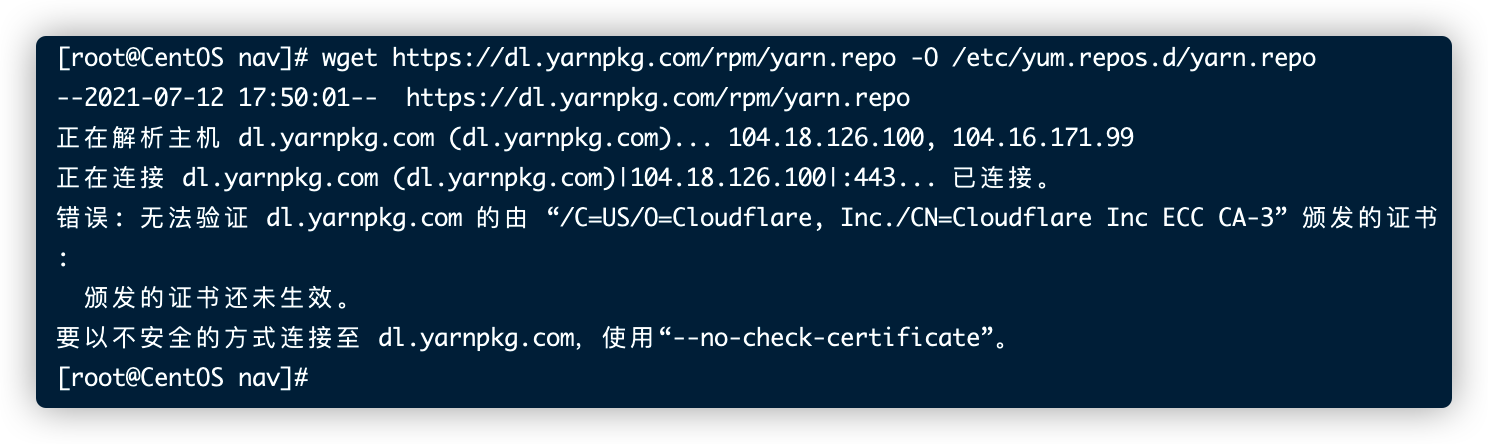 [root@CentOS nav]# wget https://dl.yarnpkg.com/rpm/yarn.repo -O /etc/yum.repos.d/yarn.repo
--2021-07-12 17:50:01--  https://dl.yarnpkg.com/rpm/yarn.repo
正在解析主机 dl.yarnpkg.com (dl.yarnpkg.com)... 104.18.126.100, 104.16.171.99
正在连接 dl.yarnpkg.com (dl.yarnpkg.com)|104.18.126.100|:443... 已连接。
错误: 无法验证 dl.yarnpkg.com 的由 “/C=US/O=Cloudflare, Inc./CN=Cloudflare Inc ECC CA-3” 颁发的证书
:
  颁发的证书还未生效。
要以不安全的方式连接至 dl.yarnpkg.com，使用“--no-check-certificate”。
[root@CentOS nav]#